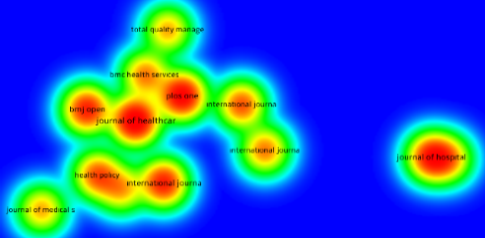 total quality manage
bmc health services
plos one
international journa
bmj open
journal of healthcar
international journa
journal of hospital
health policy
international journa
journal of medical s